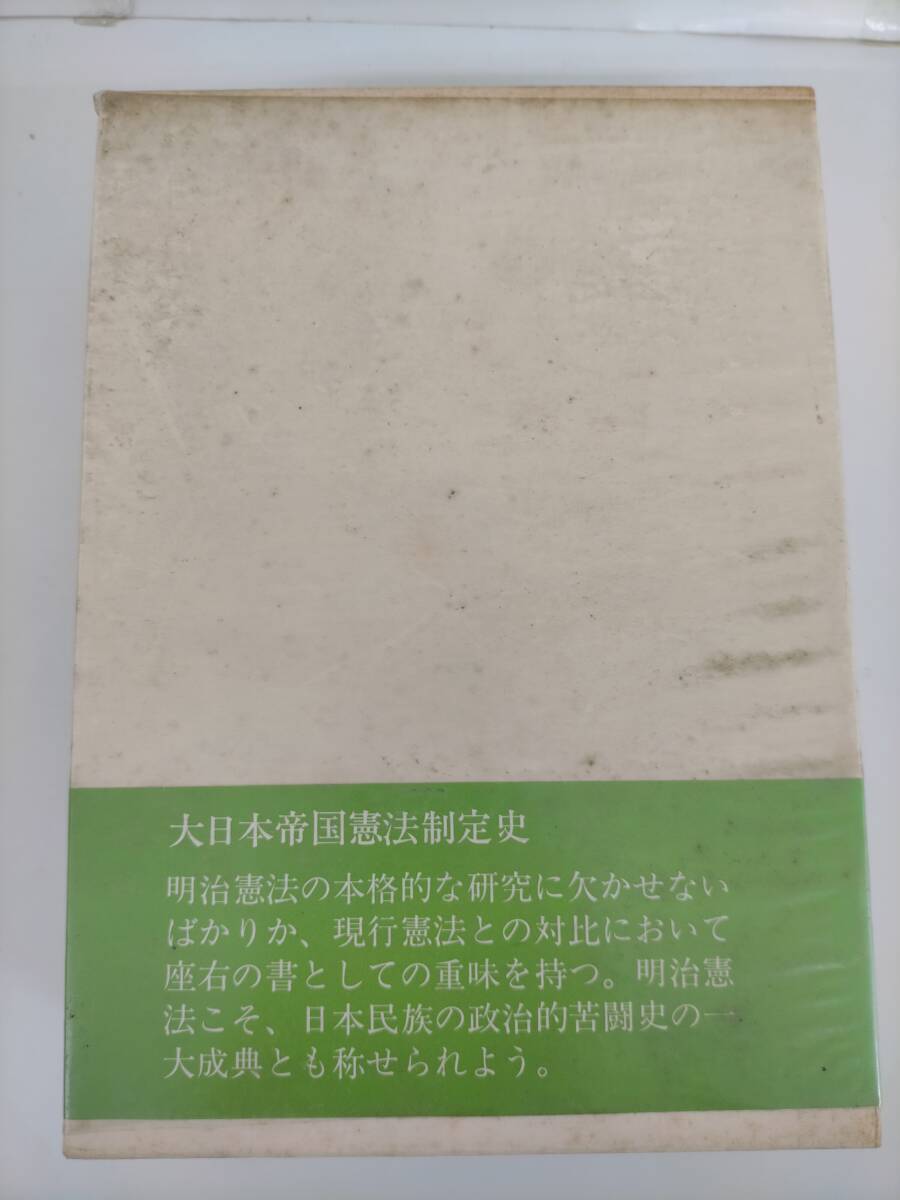 大日本帝国憲法制定史
明治憲法の本格的な研究に欠かせない
ばかりか、現行憲法との対比において
座右の書としての重味を持つ。明治憲
法こそ、日本民族の政治的苦闘史の一
大成典とも称せられよう。